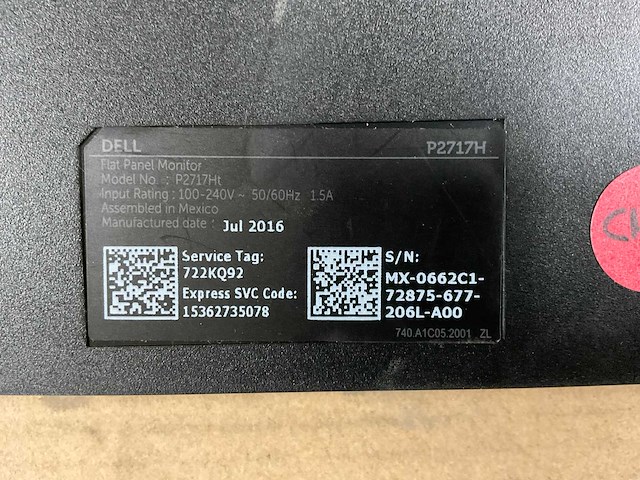 DELL P2717H
Flat Panel Monitor
Model No. : P2717Ht
Input Rating : 100-240V ~ 50/60Hz 1.5A
Assembled in Mexico
Manufactured date : Jul 2016
Service Tag:
722KQ92
Express SVC Code:
15362735078
S/N:
MX-0662C1-
72875-677-
206L-A00
740.A1C05.2001 ZL